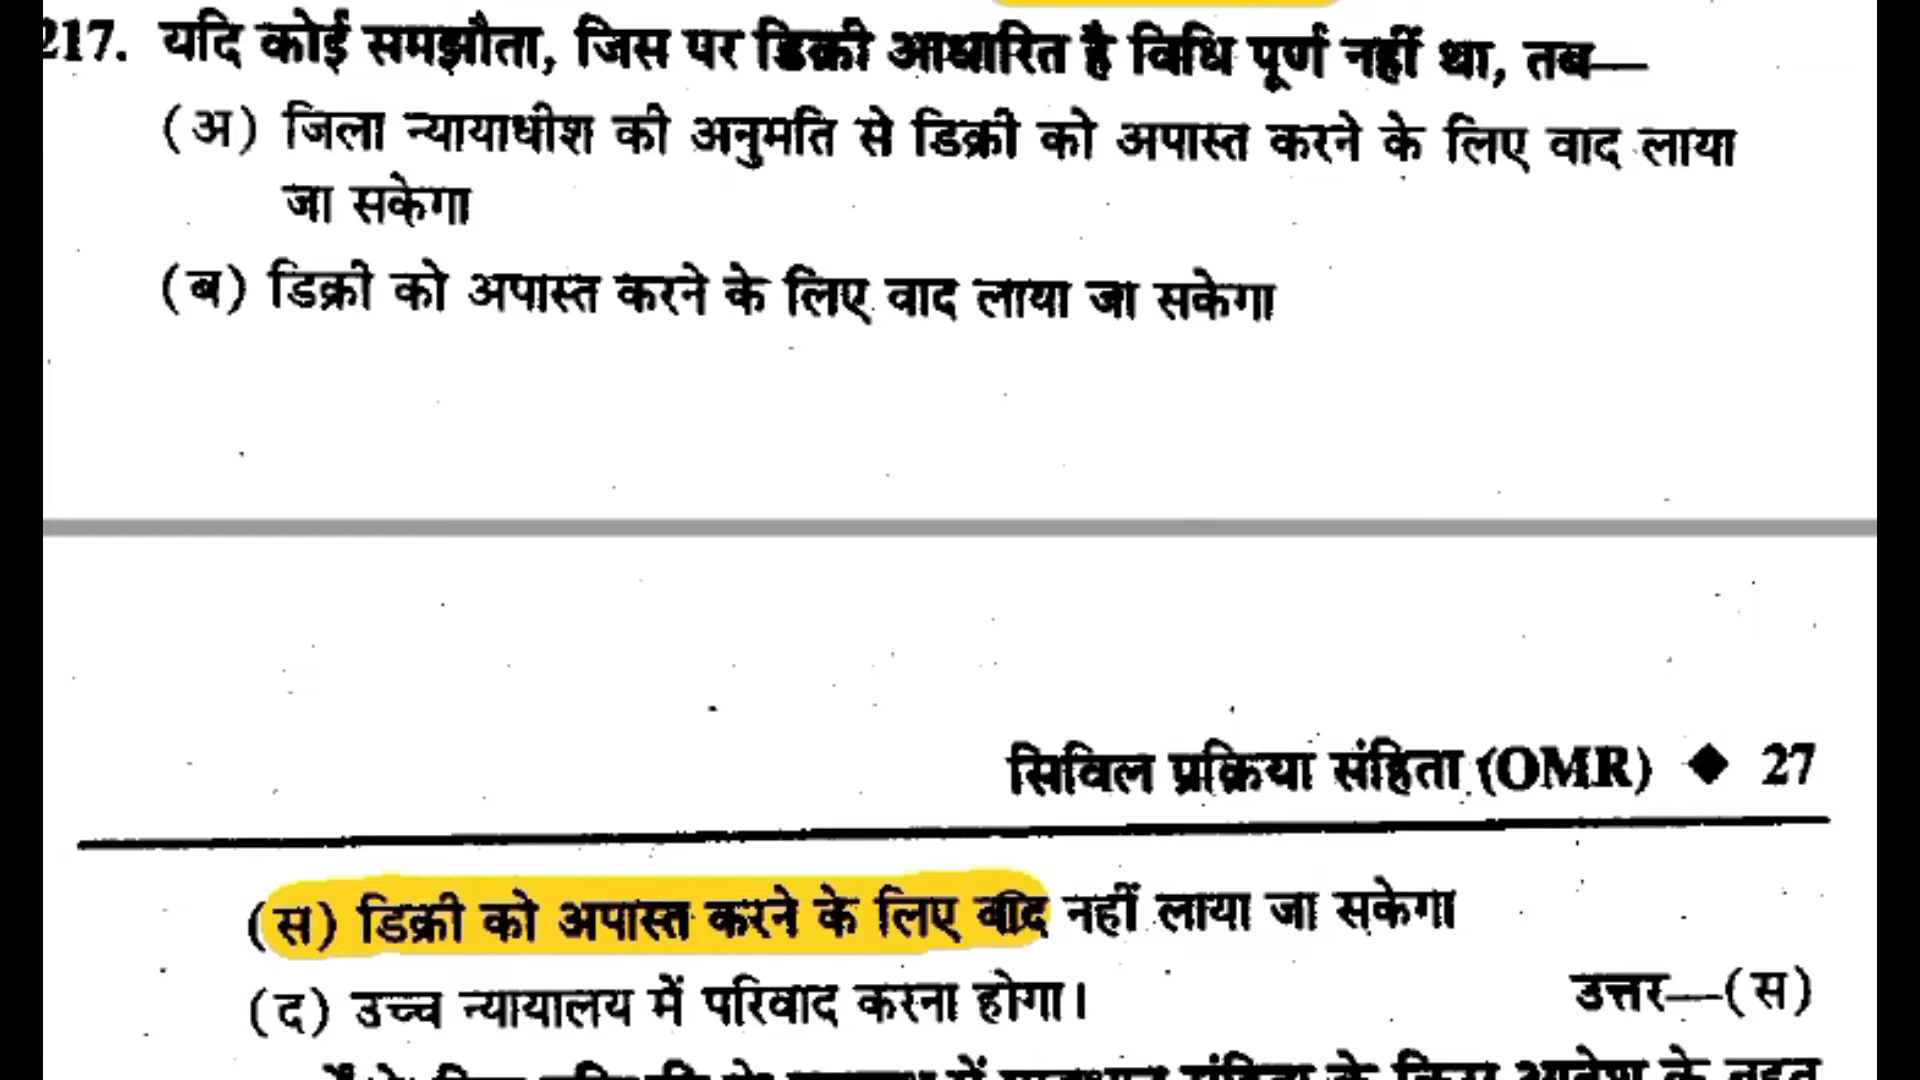 217. यदि कोई समझौता, जिस पर डिक्री आधारित है विधि पूर्ण नहीं था, तब—
(अ) जिला न्यायाधीश की अनुमति से डिक्री को अपास्त करने के लिए वाद लाया
जा सकेगा
(ब) डिक्री को अपास्त करने के लिए वाद लाया जा सकेगा
सिविल प्रक्रिया संहिता (OMR) ◆ 27
(स) डिक्री को अपास्त करने के लिए वाद नहीं लाया जा सकेगा
(द) उच्च न्यायालय में परिवाद करना होगा। उत्तर—(स)